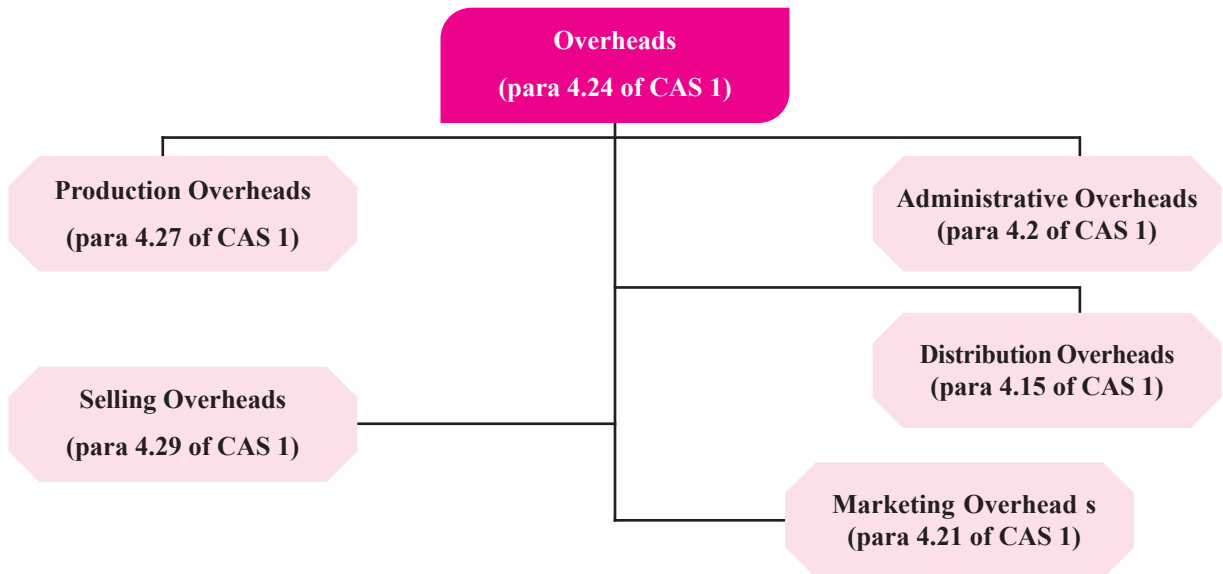 Overheads
(para 4.24 of CAS 1)
Production Overheads
(para 4.27 of CAS 1)
Administrative Overheads
(para 4.2 of CAS 1)
Distribution Overheads
(para 4.15 of CAS 1)
Selling Overheads
(para 4.29 of CAS 1)
Marketing Overhead s
(para 4.21 of CAS 1)